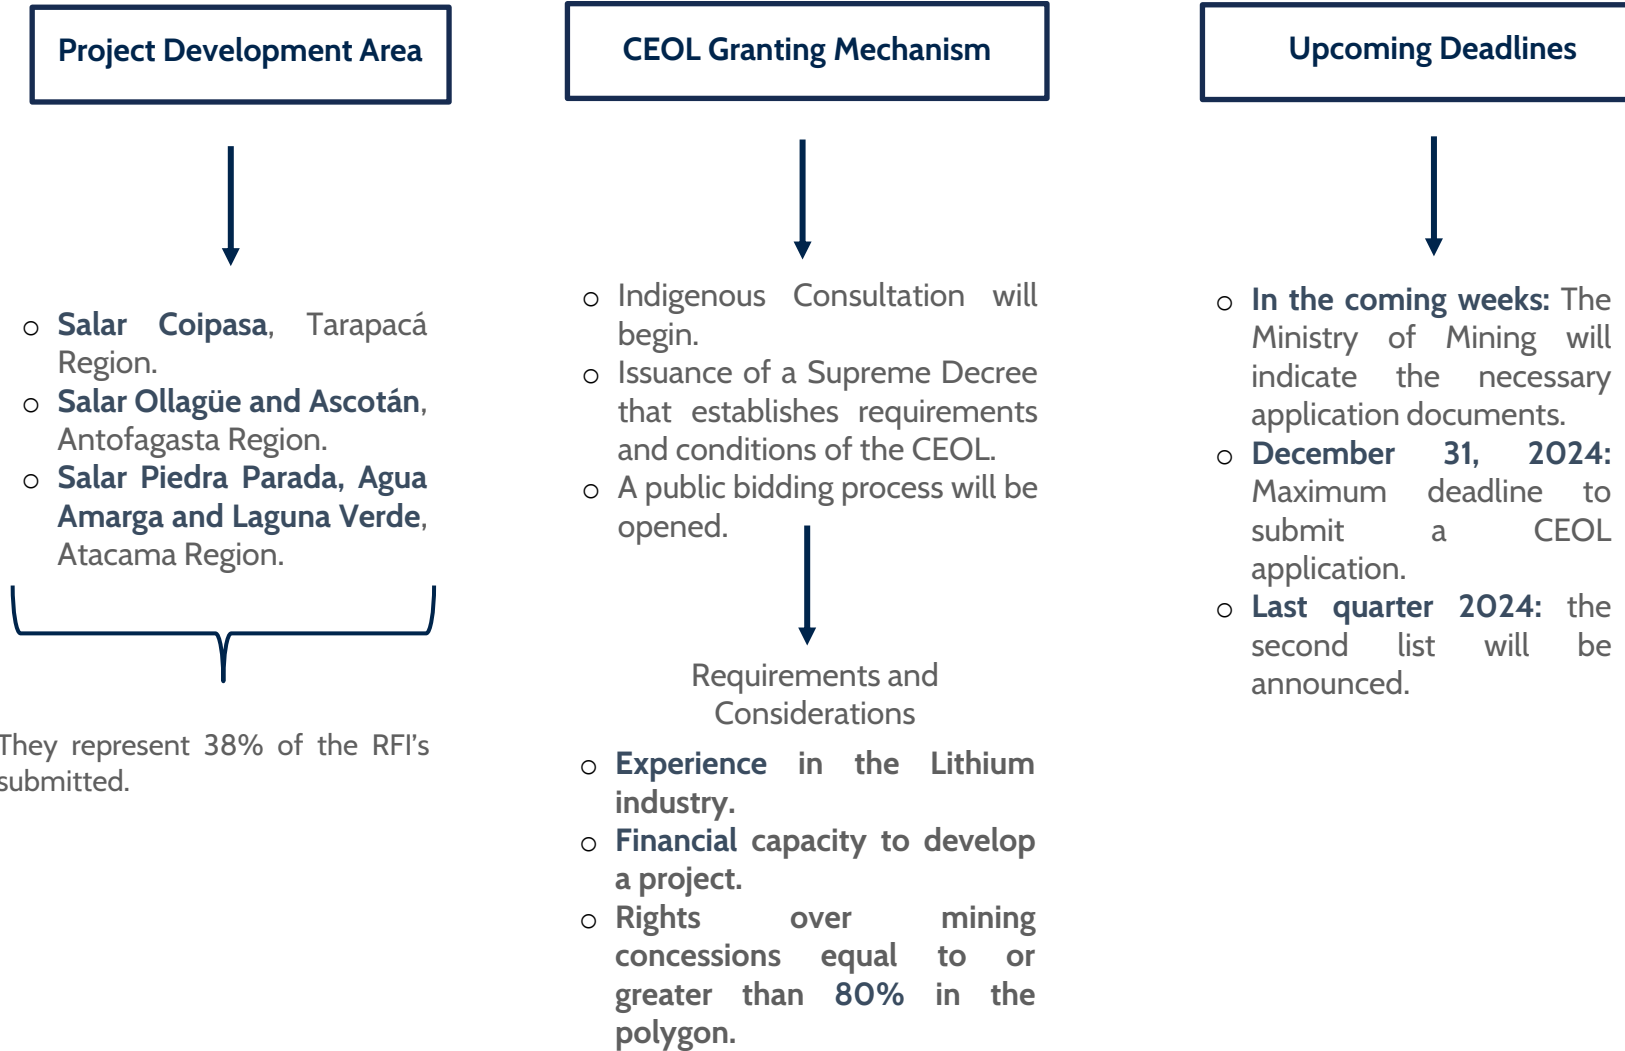 Project Development Area
Salar Coipasa, Tarapacá
Region.
Salar Ollagüe and Ascotán,
Antofagasta Region.
Salar Piedra Parada, Agua
Amarga and Laguna Verde,
Atacama Region.
They represent 38% of the RFI's
submitted.
CEOL Granting Mechanism
Indigenous Consultation will
begin.
Issuance of a Supreme Decree
that establishes requirements
and conditions of the CEOL.
A public bidding process will be
opened.
Requirements and
Considerations
Experience in the Lithium
industry.
Financial capacity to develop
a project.
Rights over mining
concessions equal to or
greater than 80% in the
polygon.
Upcoming Deadlines
In the coming weeks: The
Ministry of Mining will
indicate the necessary
application documents.
December 31, 2024:
Maximum deadline to
submit a CEOL
application.
Last quarter 2024: the
second list will be
announced.